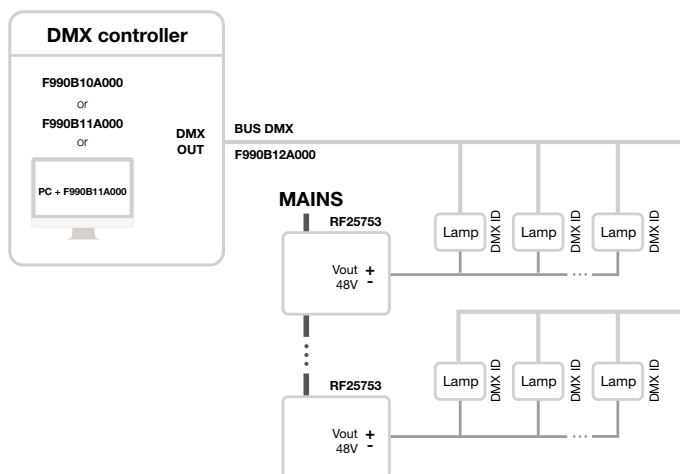 DMX controller
F990B10A000
or
F990B11A000
or
PC + F990B11A000
DMX
OUT
BUS DMX
F990B12A000
MAINS
RF25753
Vout +
48V -
Lamp
DMX ID
Lamp
DMX ID
Lamp
DMX ID
RF25753
Vout +
48V -
Lamp
DMX ID
Lamp
DMX ID
Lamp
DMX ID